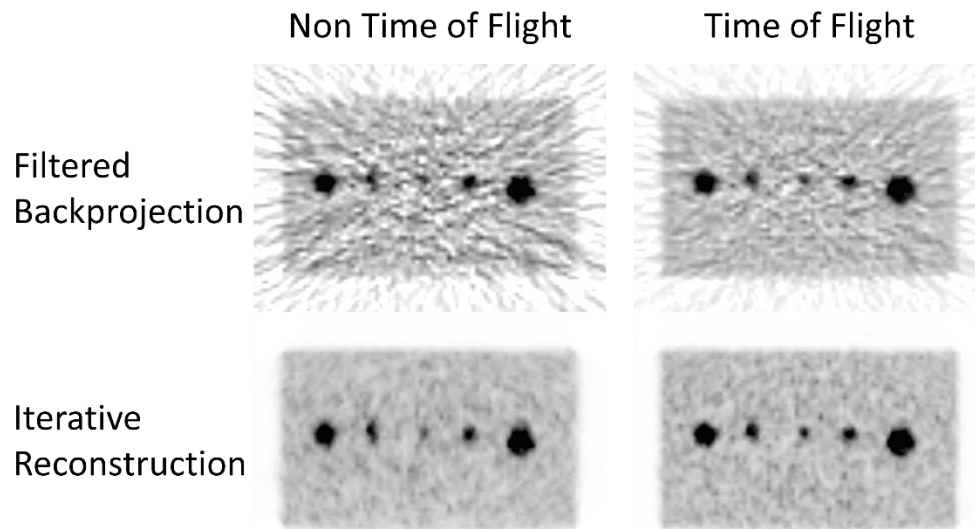 Non Time of Flight
Time of Flight
Filtered
Backprojection
Iterative
Reconstruction